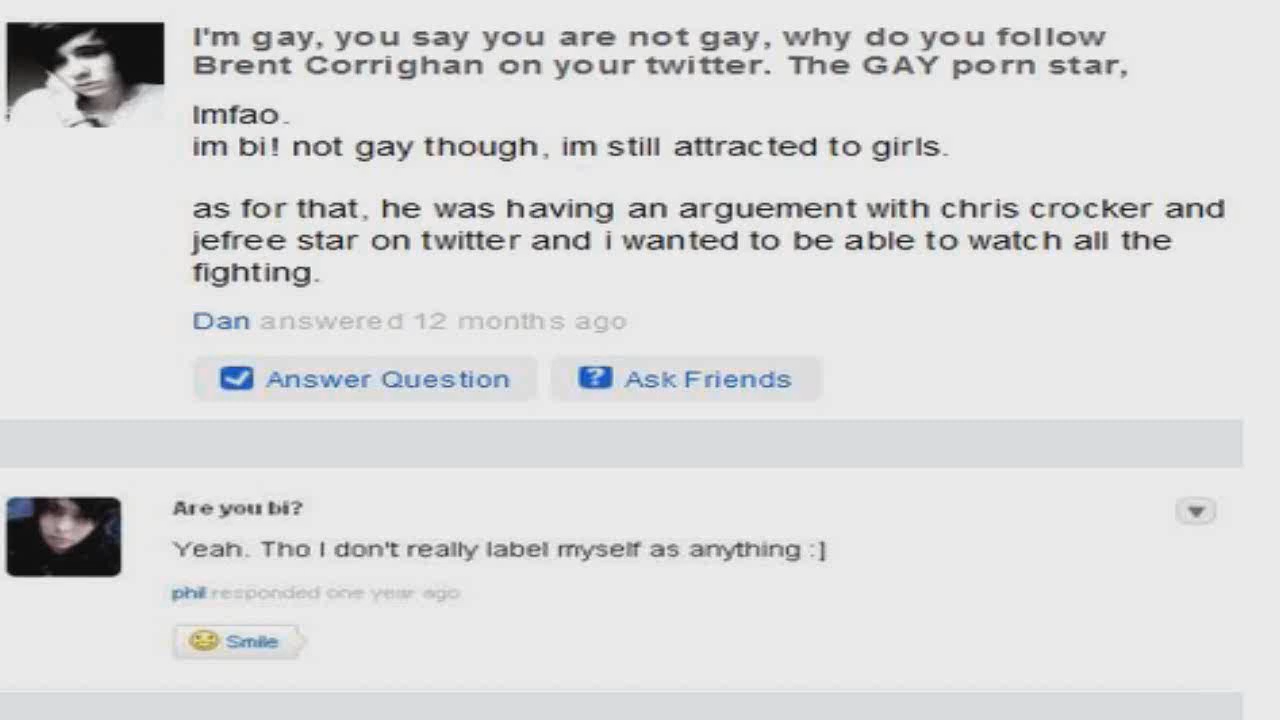 I'm gay, you say you are not gay, why do you follow
Brent Corrighan on your twitter. The GAY porn star,
lmfao.
im bi! not gay though, im still attracted to girls.
as for that, he was having an arguement with chris crocker and
jefree star on twitter and i wanted to be able to watch all the
fighting.
Dan answered 12 months ago
Answer Question
Ask Friends
Are you bi?
Yeah. Tho I don't really label myself as anything :]
phil responded one year ago
Smile